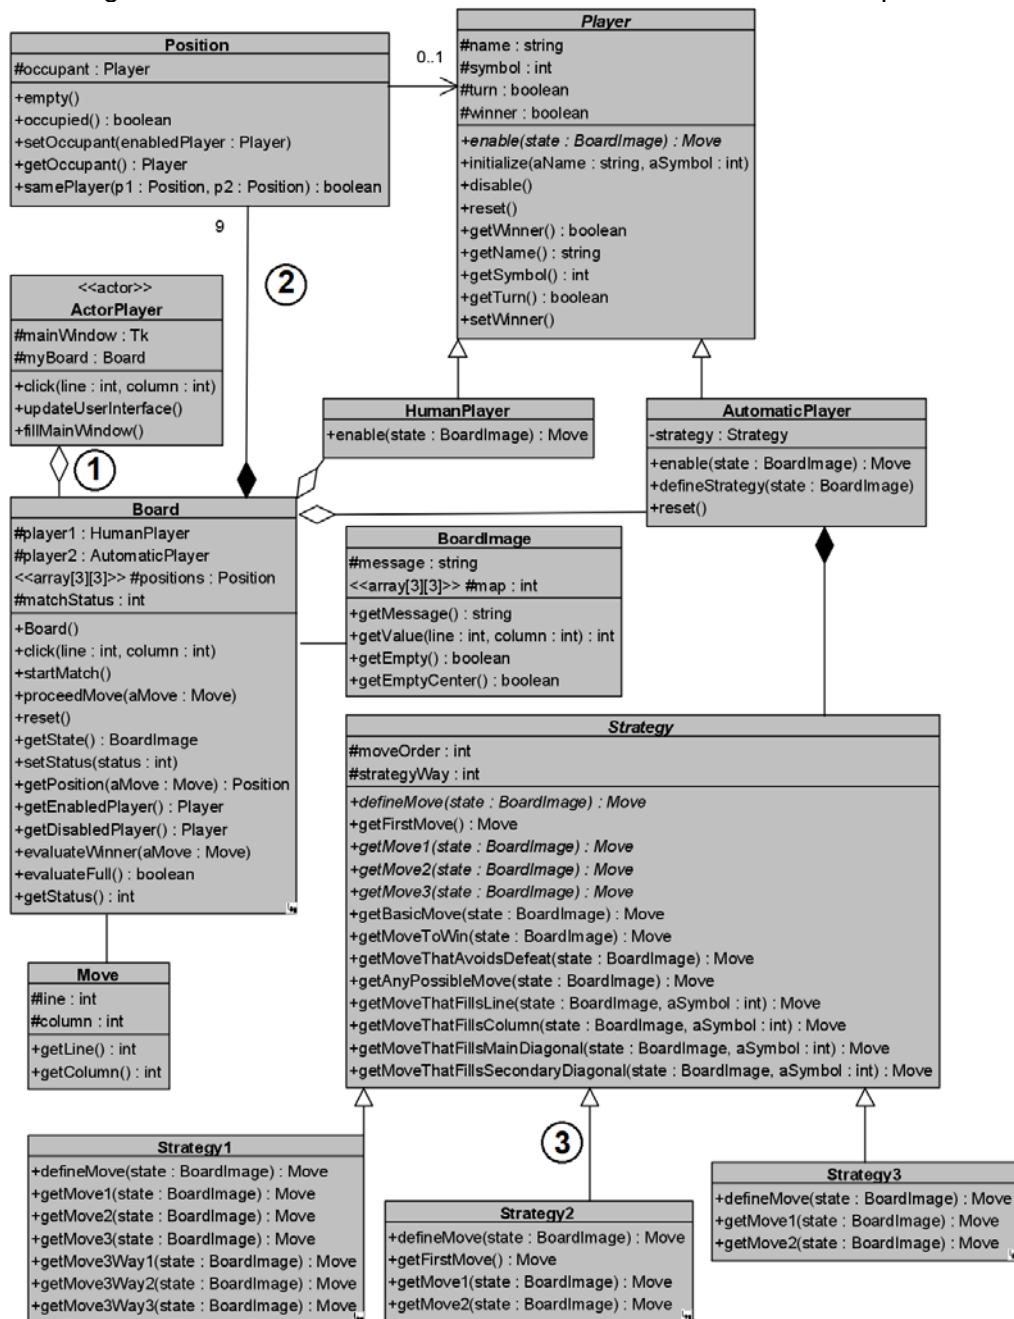 Position
#occupant : Player
+empty()
+occupied() : boolean
+setOccupant(enabledPlayer : Player)
+getOccupant() : Player
+samePlayer(p1 : Position, p2 : Position) : boolean
0..1
Player
#name : string
#symbol : int
#turn : boolean
#winner : boolean
+enable(state : BoardImage) : Move
+initialize(aName : string, aSymbol : int)
+disable()
+reset()
+getWinner() : boolean
+getName() : string
+getSymbol() : int
+getTurn() : boolean
+setWinner()
9
2
<<actor>>
ActorPlayer
#mainWindow : Tk
#myBoard : Board
+click(line : int, column : int)
+updateUserInterface()
+fillMainWindow()
1
HumanPlayer
+enable(state : BoardImage) : Move
AutomaticPlayer
-strategy : Strategy
+enable(state : BoardImage) : Move
+defineStrategy(state : BoardImage)
+reset()
Board
#player1 : HumanPlayer
#player2 : AutomaticPlayer
<<array[3][3]>> #positions : Position
#matchStatus : int
+Board()
+click(line : int, column : int)
+startMatch()
+proceedMove(aMove : Move)
+reset()
+getState() : BoardImage
+setStatus(status : int)
+getPosition(aMove : Move) : Position
+getEnabledPlayer() : Player
+getDisabledPlayer() : Player
+evaluateWinner(aMove : Move)
+evaluateFull() : boolean
+getStatus() : int
BoardImage
#message : string
<<array[3][3]>> #map : int
+getMessage() : string
+getValue(line : int, column : int) : int
+getEmpty() : boolean
+getEmptyCenter() : boolean
Strategy
#moveOrder : int
#strategyWay : int
+defineMove(state : BoardImage) : Move
+getFirstMove() : Move
+getMove1(state : BoardImage) : Move
+getMove2(state : BoardImage) : Move
+getMove3(state : BoardImage) : Move
+getBasicMove(state : BoardImage) : Move
+getMoveToWin(state : BoardImage) : Move
+getMoveThatAvoidsDefeat(state : BoardImage) : Move
+getAnyPossibleMove(state : BoardImage) : Move
+getMoveThatFillsLine(state : BoardImage, aSymbol : int) : Move
+getMoveThatFillsColumn(state : BoardImage, aSymbol : int) : Move
+getMoveThatFillsMainDiagonal(state : BoardImage, aSymbol : int) : Move
+getMoveThatFillsSecondaryDiagonal(state : BoardImage, aSymbol : int) : Move
Move
#line : int
#column : int
+getLine() : int
+getColumn() : int
3
Strategy1
+defineMove(state : BoardImage) : Move
+getMove1(state : BoardImage) : Move
+getMove2(state : BoardImage) : Move
+getMove3(state : BoardImage) : Move
+getMove3Way1(state : BoardImage) : Move
+getMove3Way2(state : BoardImage) : Move
+getMove3Way3(state : BoardImage) : Move
Strategy2
+defineMove(state : BoardImage) : Move
+getFirstMove() : Move
+getMove1(state : BoardImage) : Move
+getMove2(state : BoardImage) : Move
Strategy3
+defineMove(state : BoardImage) : Move
+getMove1(state : BoardImage) : Move
+getMove2(state : BoardImage) : Move